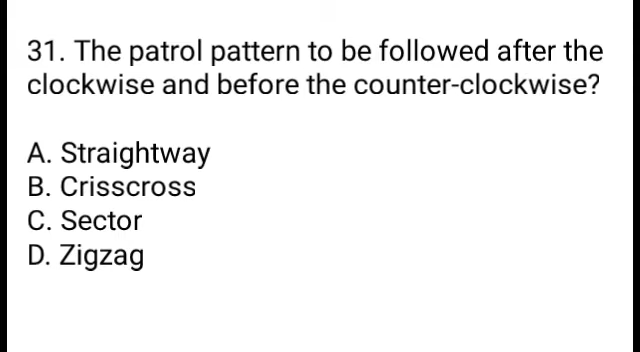 31. The patrol pattern to be followed after the
clockwise and before the counter-clockwise?
A. Straightway
B. Crisscross
C. Sector
D. Zigzag